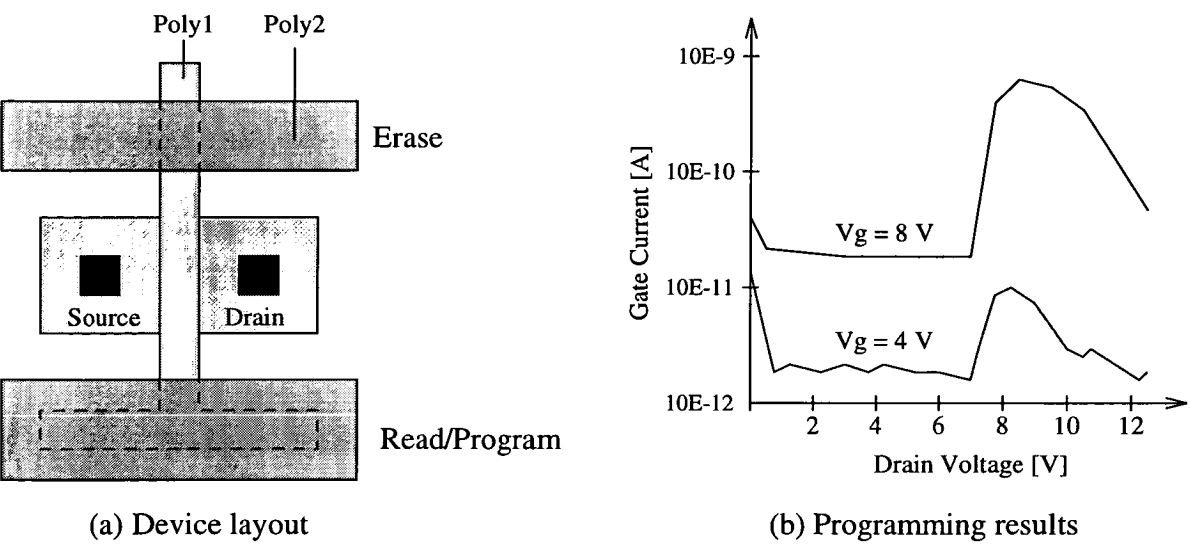 Poly1 Poly2
Erase
Source Drain
Read/Program
(a) Device layout
10E-9
10E-10
10E-11
10E-12
Gate Current [A]
Vg = 8 V
Vg = 4 V
2 4 6 8 10 12
Drain Voltage [V]
(b) Programming results